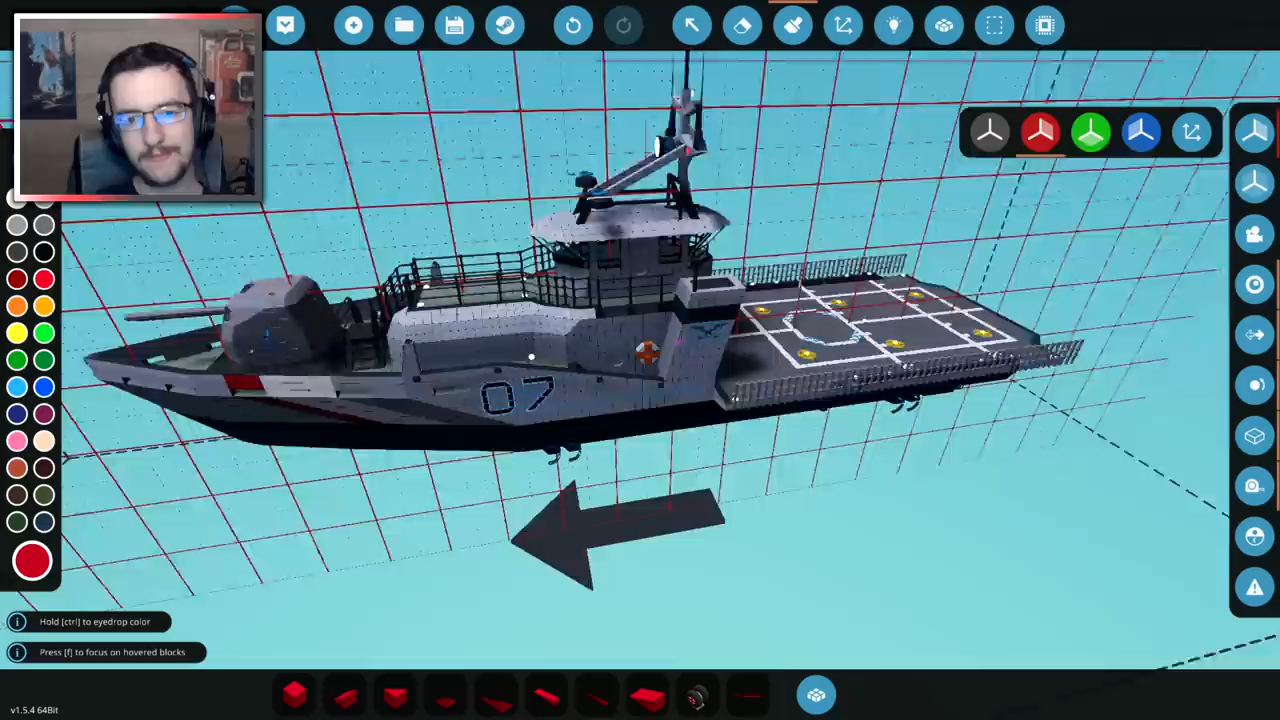 07
Hold [ctrl] to eyedrop color
Press [f] to focus on hovered blocks
v1.5.4 64Bit